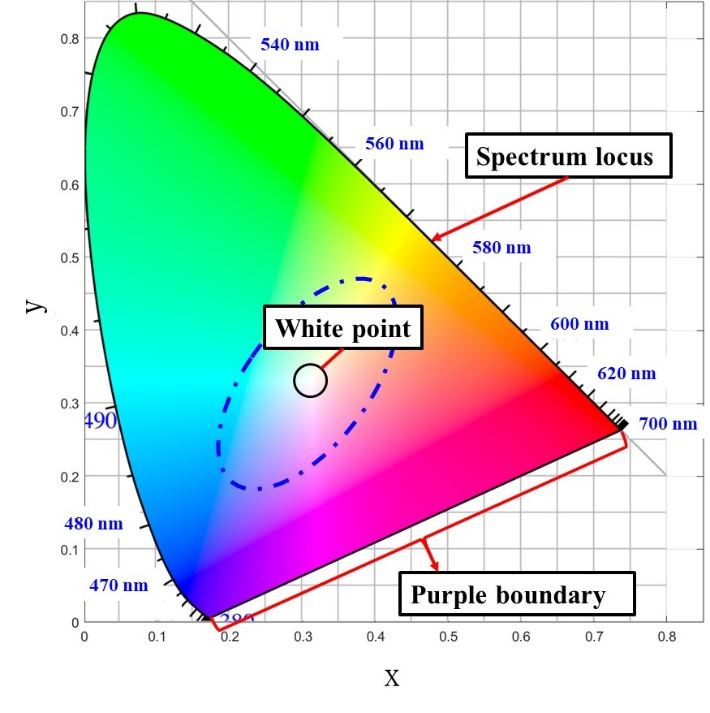 0.8
540 nm
0.7
560 nm
Spectrum locus
0.6
0.5
580 nm
y
0.4
White point
600 nm
620 nm
0.3
490
700 nm
0.2
480 nm
0.1
470 nm
Purple boundary
0
380
0 0.1 0.2 0.3 0.4 0.5 0.6 0.7 0.8
X